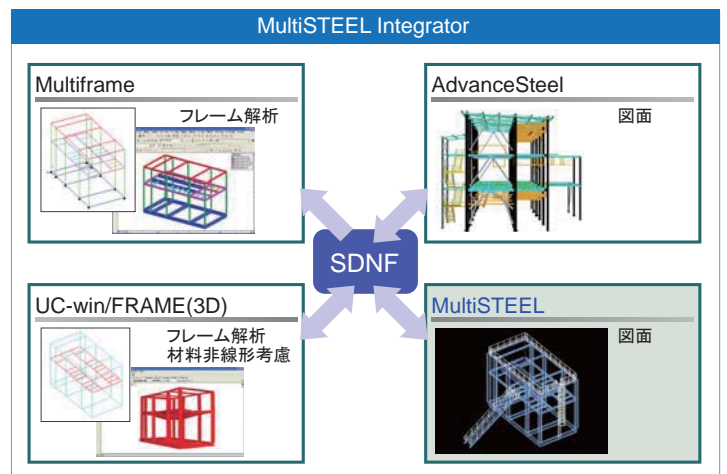 MultiSTEEL Integrator
Multiframe
フレーム解析
AdvanceSteel
図面
SDNF
UC-win/FRAME(3D)
フレーム解析
材料非線形考慮
MultiSTEEL
図面